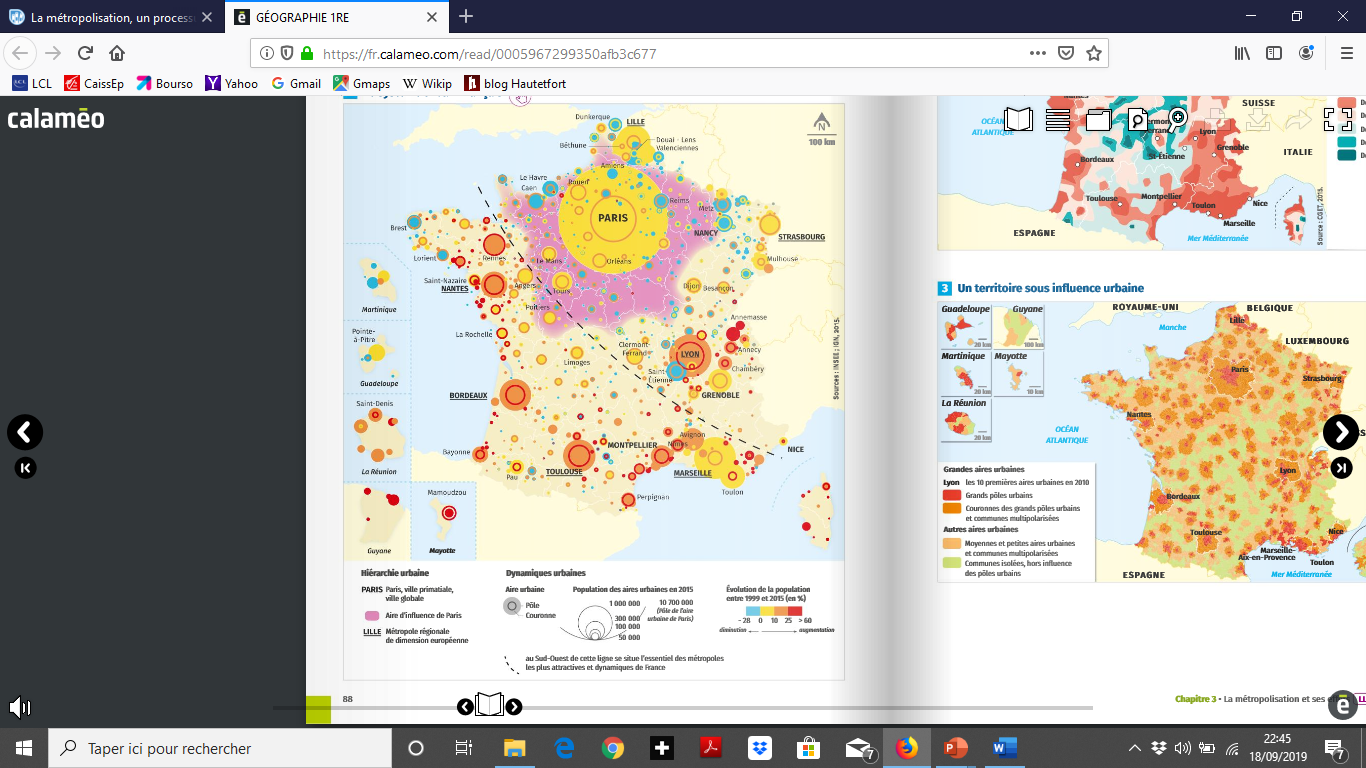 La métropolisation, un process
GÉOGRAPHIE 1RE
https://fr.calameo.com/read/0005967299350afb3c677
LCL
CaissEp
Bourso
Yahoo
Gmail
Gmaps
Wikip
blog Hautetfort
calaméo
N
100 km
Dunkerque
LILLE
Béthune
Douai - Lens
Valenciennes
Amiens
Le Havre
Rouen
Caen
Reims
Metz
PARIS
NANCY
STRASBOURG
Brest
Rennes
Lorient
Le Mans
Orléans
Mulhouse
Saint-Nazaire
NANTES
Angers
Tours
Dijon
Besançon
Poitiers
La Rochelle
Annemasse
Annecy
Limoges
Clermont-
Ferrand
LYON
Chambéry
Saint-
Étienne
GRENOBLE
BORDEAUX
Avignon
MONTPELLIER
Nîmes
NICE
Bayonne
Pau
TOULOUSE
MARSEILLE
Toulon
Perpignan
Martinique
Pointe-
à-Pitre
Guadeloupe
Saint-Denis
La Réunion
Guyane
Mamoudzou
Mayotte
Sources : INSEE ; IGN, 2015.
Hiérarchie urbaine
PARIS Paris, ville primatiale,
ville globale
Aire d'influence de Paris
LILLE Métropole régionale
de dimension européenne
Dynamiques urbaines
Aire urbaine
Pôle
Couronne
Population des aires urbaines en 2015
1 000 000
300 000
100 000
50 000
10 700 000
(Pôle de l'aire
urbaine de Paris)
Évolution de la population
entre 1999 et 2015 (en %)
- 28 0 10 25 > 60
diminution
augmentation
au Sud-Ouest de cette ligne se situe l'essentiel des métropoles
les plus attractives et dynamiques de France
88
SUISSE
OCÉAN
ATLANTIQUE
Lyon
Grenoble
ITALIE
Bordeaux
St-Étienne
Toulouse
Montpellier
Toulon
Nice
Marseille
ESPAGNE
Mer Méditerranée
Source : CGET, 2015.
3 Un territoire sous influence urbaine
Guadeloupe
20 km
Guyane
100 km
Martinique
20 km
Mayotte
10 km
La Réunion
20 km
ROYAUME-UNI
BELGIQUE
Manche
Lille
LUXEMBOURG
Paris
Strasbourg
Nantes
OCÉAN
ATLANTIQUE
Lyon
Bordeaux
Toulouse
Nice
Marseille-
Aix-en-Provence
Toulon
ESPAGNE
Mer Méditerranée
Grandes aires urbaines
Lyon les 10 premières aires urbaines en 2010
Grands pôles urbains
Couronnes des grands pôles urbains
et communes multipolarisées
Autres aires urbaines
Moyennes et petites aires urbaines
et communes multipolarisées
Communes isolées, hors influence
des pôles urbains
Chapitre 3 • La métropolisation et ses
Taper ici pour rechercher
7
22:45
18/09/2019
7